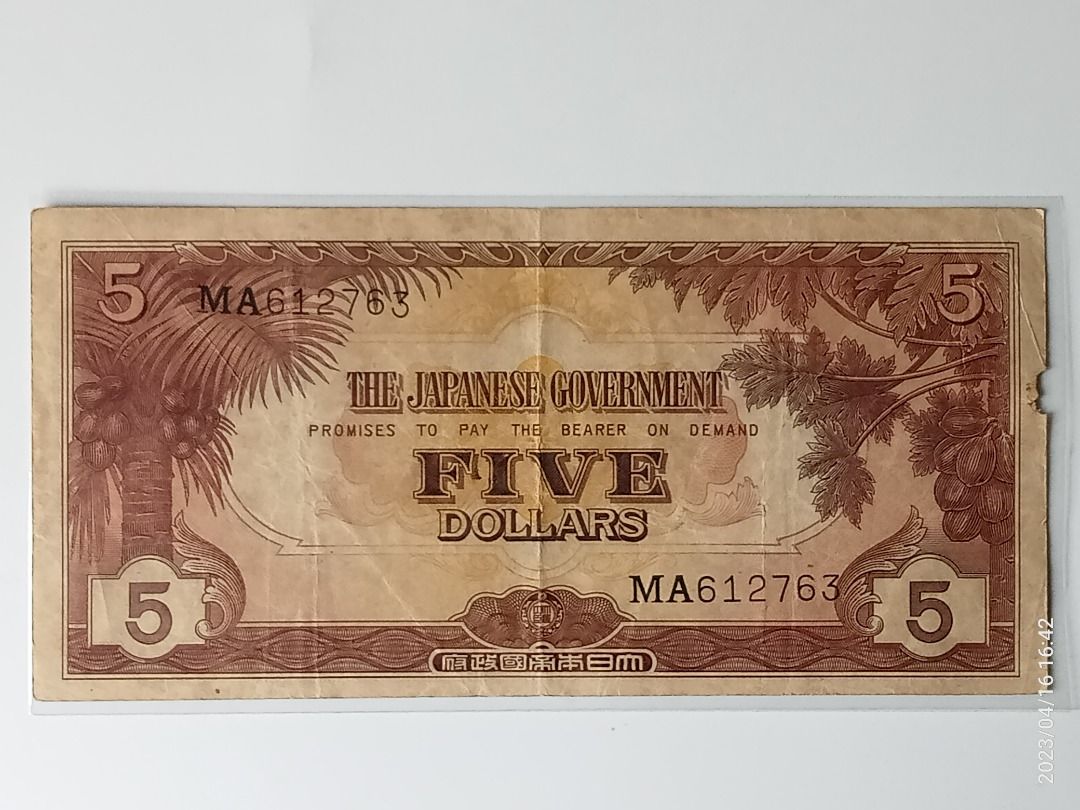 5
5
MA612763
THE JAPANESE GOVERNMENT
PROMISES TO PAY THE BEARER ON DEMAND
FIVE
DOLLARS
MA612763
5
5
府政國帝本日大
2023/04/16 16:42